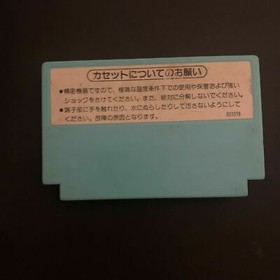 カセットについてのお願い
●精密機器ですので、極端な温度条件下での使用や保管および強い
ショックをさけてください。また、絶対に分解しないでください。
●端子部に手を触れたり、水にぬらしたりして汚さないようにして
ください。故障の原因となります。